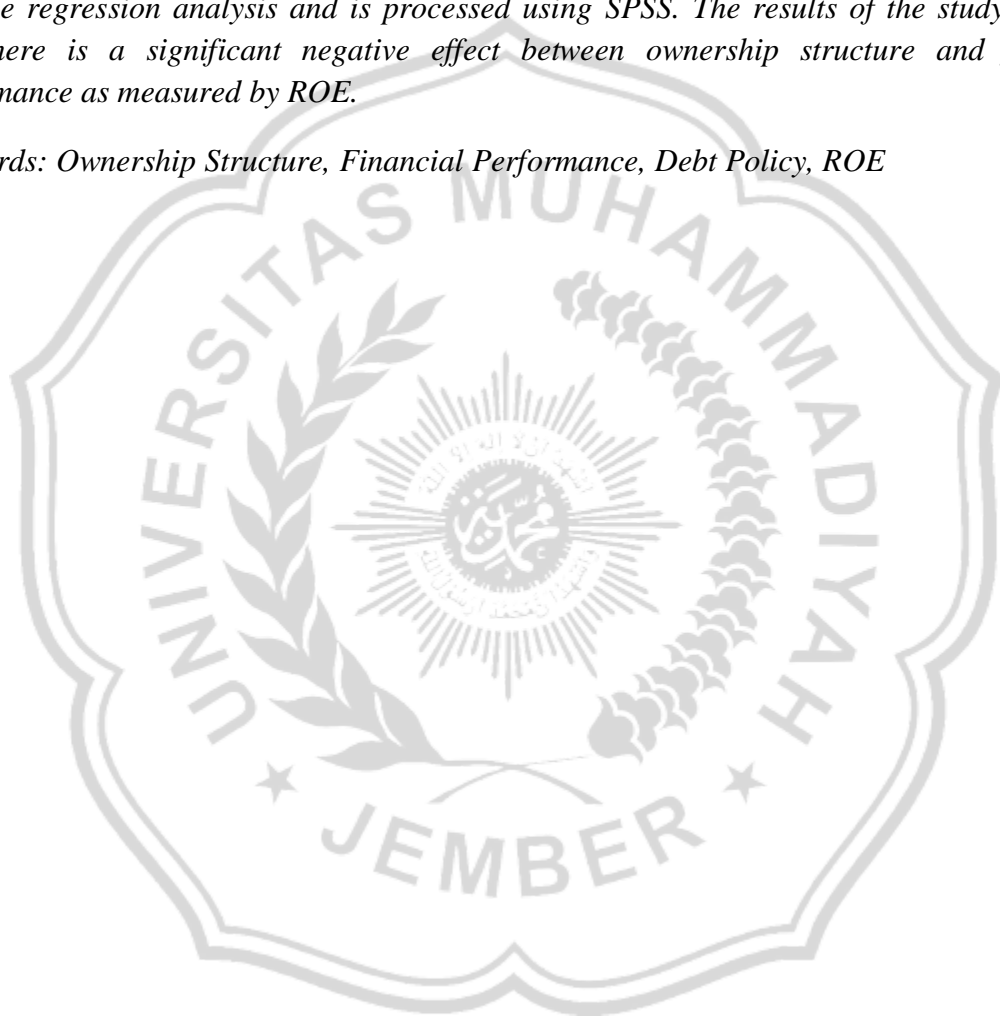 e regression analysis and is processed using SPSS. The results of the study
here is a significant negative effect between ownership structure and
mance as measured by ROE.
rds: Ownership Structure, Financial Performance, Debt Policy, ROE
UNIVERSITAS MUHAMMADIYAH
JEMBER